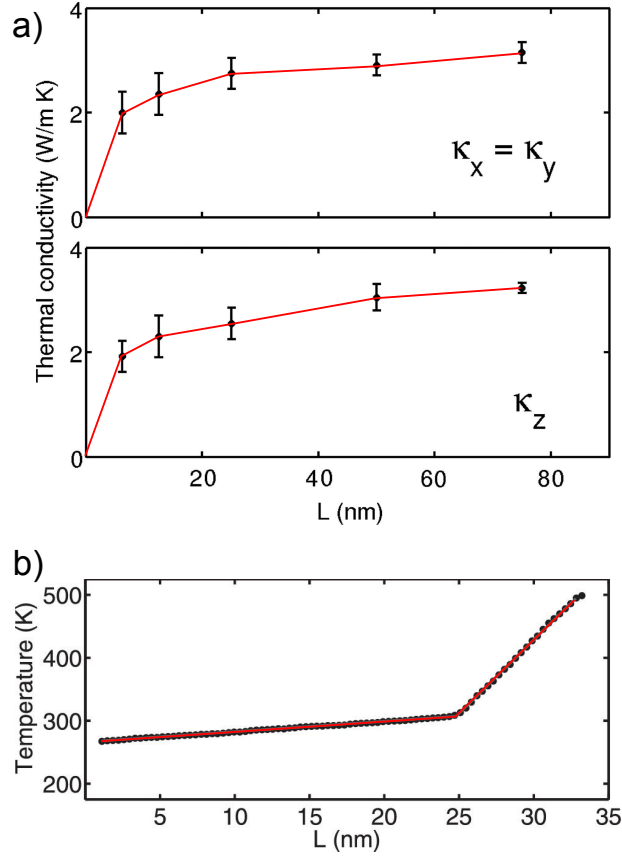 a)
Thermal conductivity (W/m K)
4
2
0
κx = κy
4
2
0
κz
20 40 60 80
L (nm)
b)
Temperature (K)
500
400
300
200
5 10 15 20 25 30 35
L (nm)